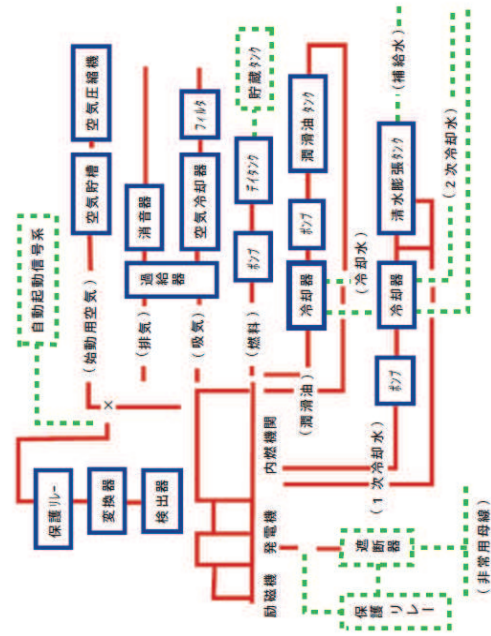 自動起動信号系
空気貯槽
空気圧縮機
(始動用空気)
消音器
(排気)
過給器
空気冷却器
フィルタ
(吸気)
ポンプ
デイタンク
貯蔵タンク
(燃料)
冷却器
ポンプ
潤滑油タンク
(潤滑油)
(冷却水)
ポンプ
冷却器
清水膨張タンク
(補給水)
(1次冷却水)
(2次冷却水)
×
保護リレー
変換器
検出器
励磁機
発電機
内燃機関
保護リレー
遮断器
(非常用母線)